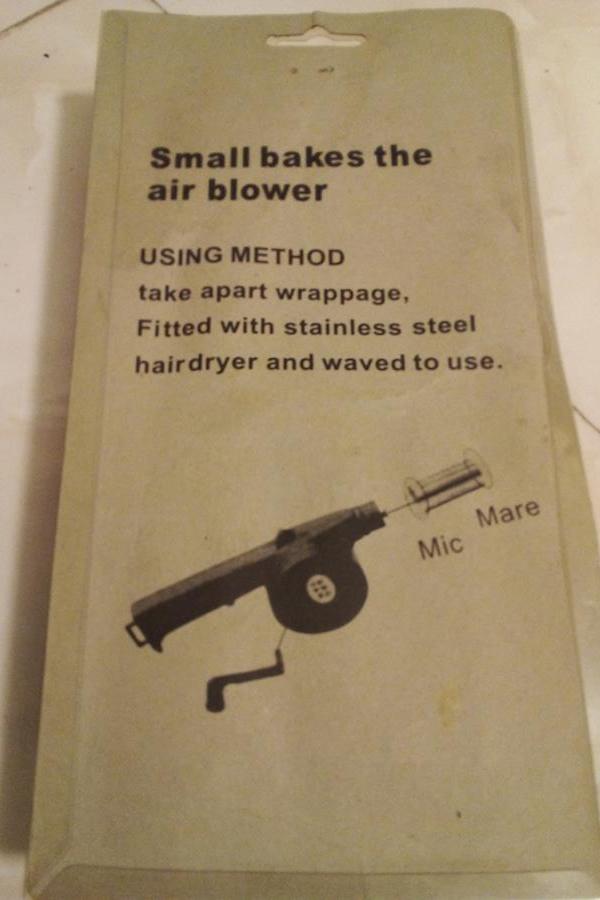 Small bakes the
air blower
USING METHOD
take apart wrappage,
Fitted with stainless steel
hairdryer and waved to use.
Mic Mare